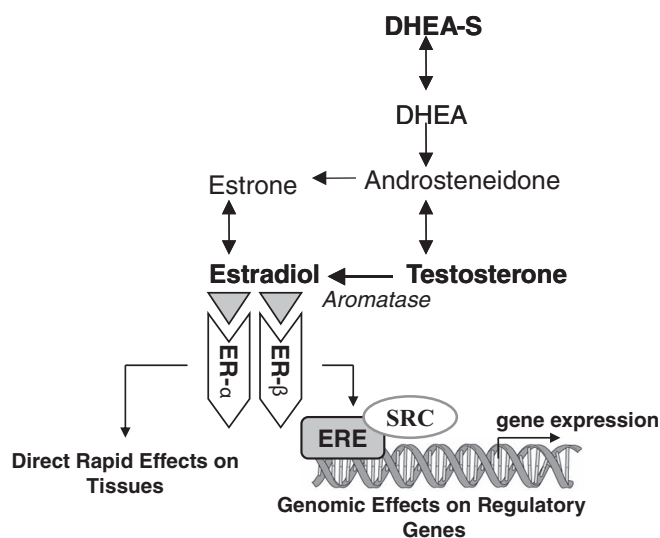 DHEA-S
DHEA
Estrone
Androsteneidone
Estradiol
Testosterone
Aromatase
ER-α
ER-β
SRC
ERE
gene expression
Direct Rapid Effects on
Tissues
Genomic Effects on Regulatory
Genes